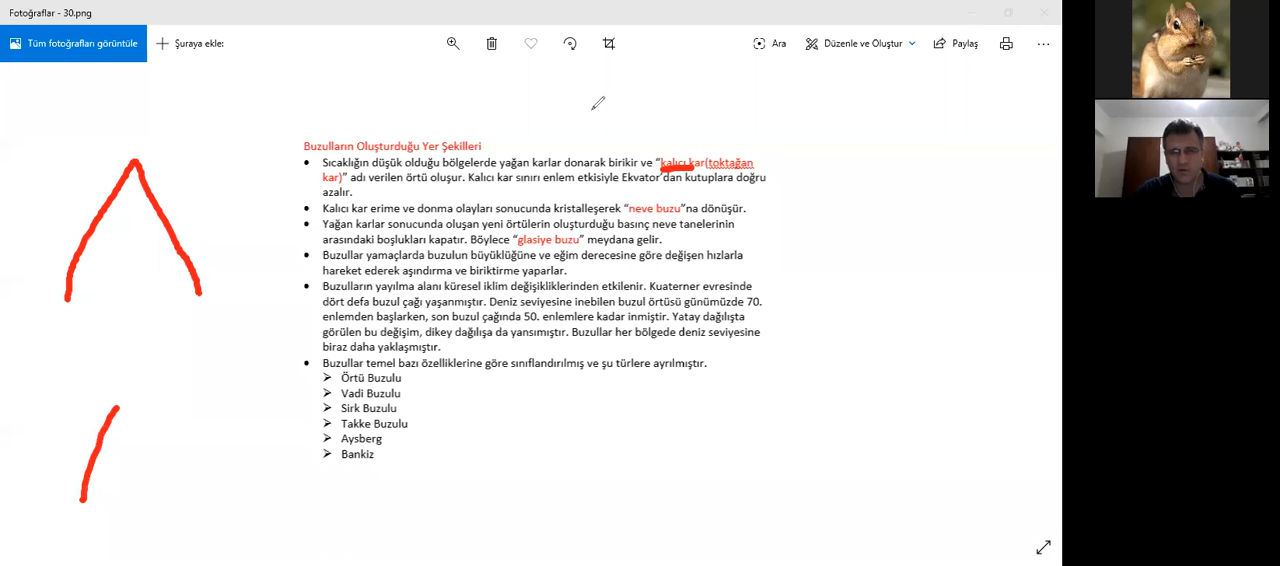 Fotoğraflar - 30.png
Tüm fotoğrafları görüntüle
Şuraya ekle:
Ara
Düzenle ve Oluştur
Paylaş
Buzulların Oluşturduğu Yer Şekilleri
• Sıcaklığın düşük olduğu bölgelerde yağan karlar donarak birikir ve “kalıcı kar(toktağan
kar)” adı verilen örtü oluşur. Kalıcı kar sınırı enlem etkisiyle Ekvator’dan kutuplara doğru
azalır.
• Kalıcı kar erime ve donma olayları sonucunda kristalleşerek “neve buzu”na dönüşür.
• Yağan karlar sonucunda oluşan yeni örtülerin oluşturduğu basınç neve tanelerinin
arasındaki boşlukları kapatır. Böylece “glasiye buzu” meydana gelir.
• Buzullar yamaçlarda buzulun büyüklüğüne ve eğim derecesine göre değişen hızlarla
hareket ederek aşındırma ve biriktirme yaparlar.
• Buzulların yayılma alanı küresel iklim değişikliklerinden etkilenir. Kuaterner evresinde
dört defa buzul çağı yaşanmıştır. Deniz seviyesine inebilen buzul örtüsü günümüzde 70.
enlemden başlarken, son buzul çağında 50. enlemlere kadar inmiştir. Yatay dağılışta
görülen bu değişim, dikey dağılışa da yansımıştır. Buzullar her bölgede deniz seviyesine
biraz daha yaklaşmıştır.
• Buzullar temel bazı özelliklerine göre sınıflandırılmış ve şu türlere ayrılmıştır.
➢ Örtü Buzulu
➢ Vadi Buzulu
➢ Sirk Buzulu
➢ Takke Buzulu
➢ Aysberg
➢ Bankiz